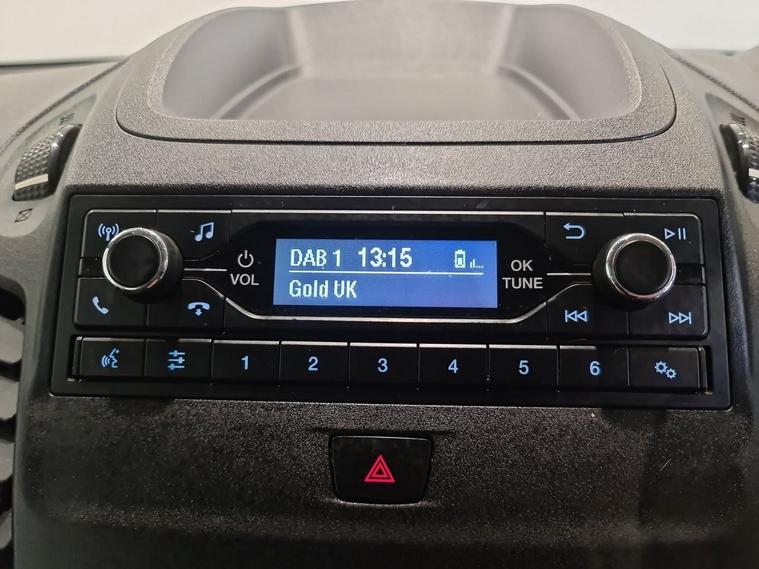 DAB 1 13:15
Gold UK
VOL
OK
TUNE
1 2 3 4 5 6